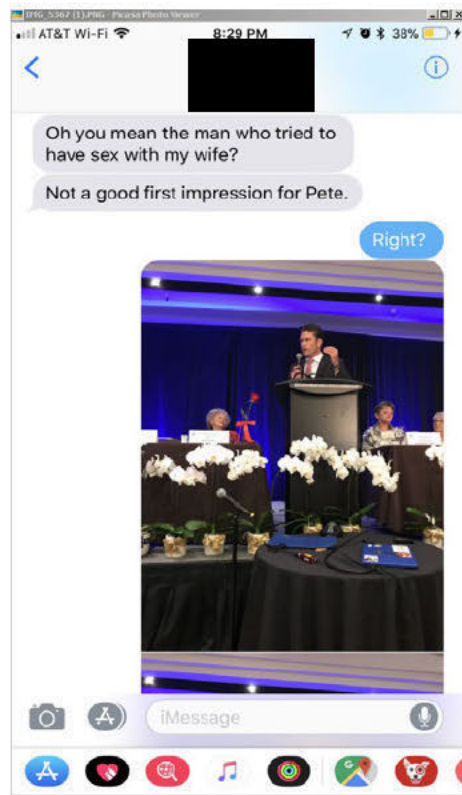 IMG_5367 (1).PNG - Picasa Photo Viewer
AT&T Wi-Fi 8:29 PM 38%
Oh you mean the man who tried to
have sex with my wife?
Not a good first impression for Pete.
Right?
iMessage